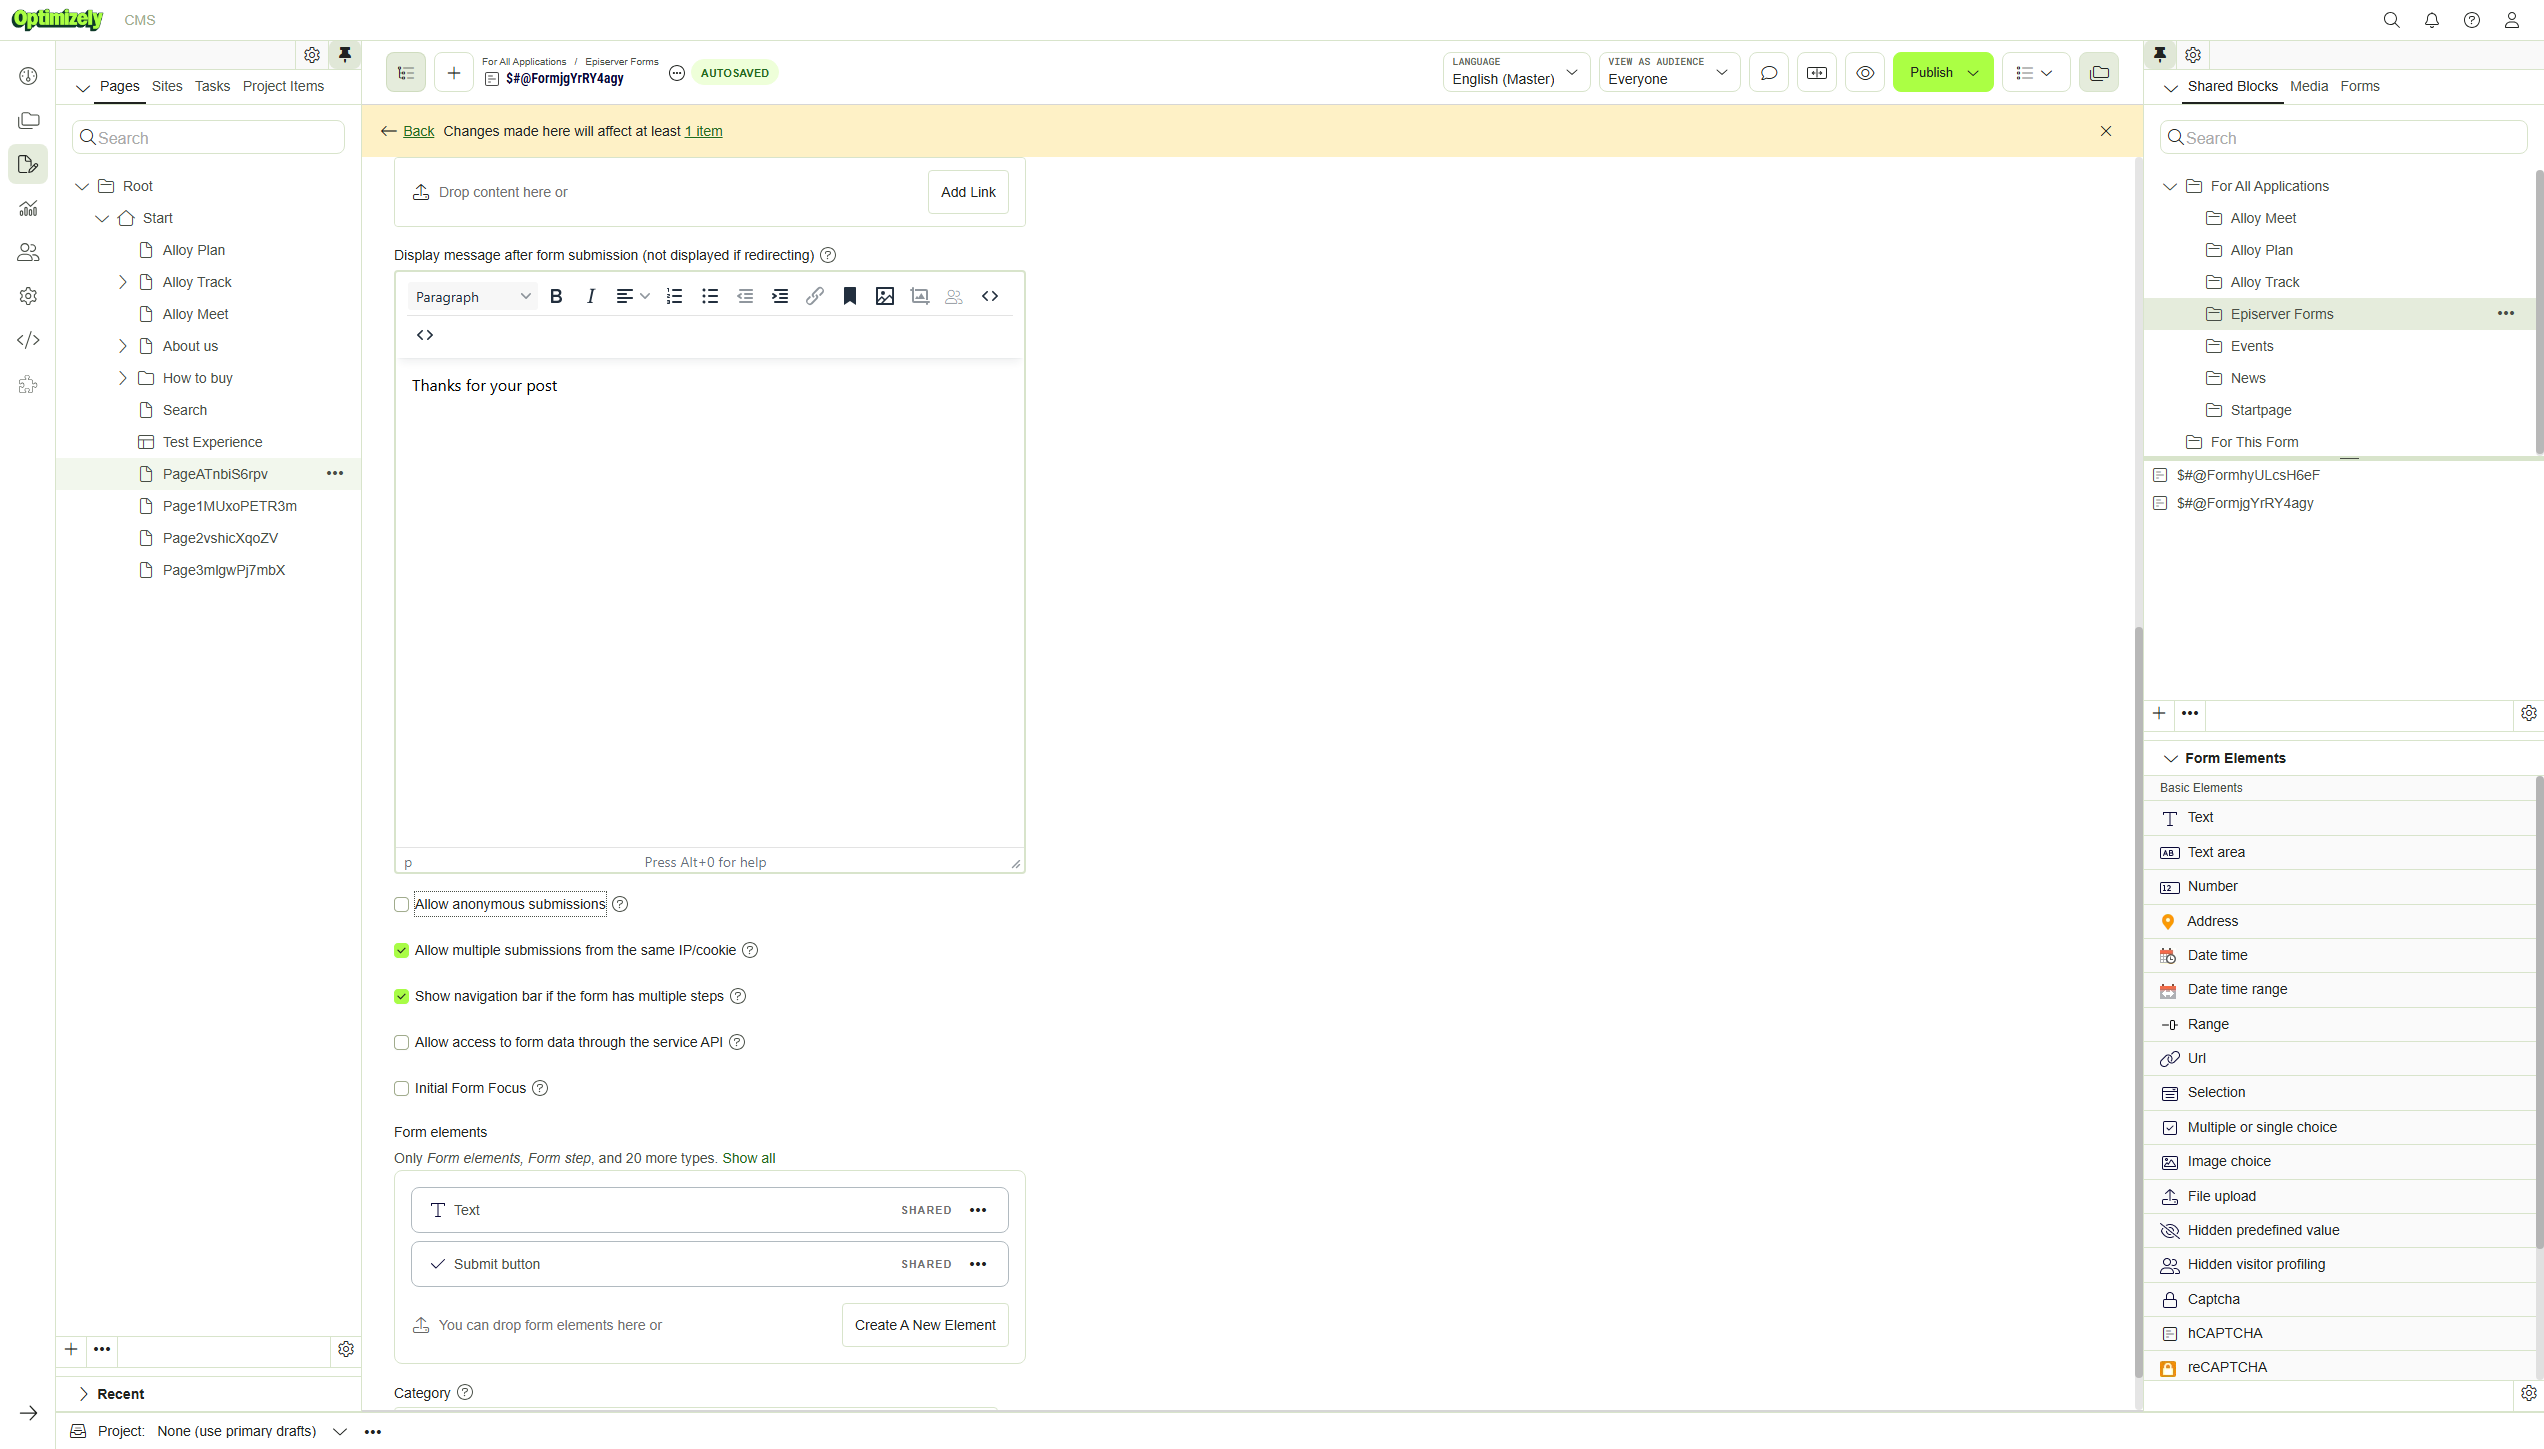 Optimizely CMS
Pages Sites Tasks Project Items
Search
Root
Start
Alloy Plan
Alloy Track
Alloy Meet
About us
How to buy
Search
Test Experience
PageATnbiS6rpv
Page1MUxoPETR3m
Page2vshicXqoZV
Page3mlgwPj7mbX
Recent
Project: None (use primary drafts)
For All Applications / Episerver Forms
$#@FormjgYrRY4agy
AUTOSAVED
LANGUAGE
English (Master)
VIEW AS AUDIENCE
Everyone
Publish
Back Changes made here will affect at least 1 item
Drop content here or Add Link
Display message after form submission (not displayed if redirecting)
Paragraph
Thanks for your post
p Press Alt+0 for help
Allow anonymous submissions
Allow multiple submissions from the same IP/cookie
Show navigation bar if the form has multiple steps
Allow access to form data through the service API
Initial Form Focus
Form elements
Only Form elements, Form step, and 20 more types. Show all
Text SHARED
Submit button SHARED
You can drop form elements here or Create A New Element
Category
Shared Blocks Media Forms
Search
For All Applications
Alloy Meet
Alloy Plan
Alloy Track
Episerver Forms
Events
News
Startpage
For This Form
$#@FormhyULcsH6eF
$#@FormjgYrRY4agy
Form Elements
Basic Elements
Text
Text area
Number
Address
Date time
Date time range
Range
Url
Selection
Multiple or single choice
Image choice
File upload
Hidden predefined value
Hidden visitor profiling
Captcha
hCAPTCHA
reCAPTCHA